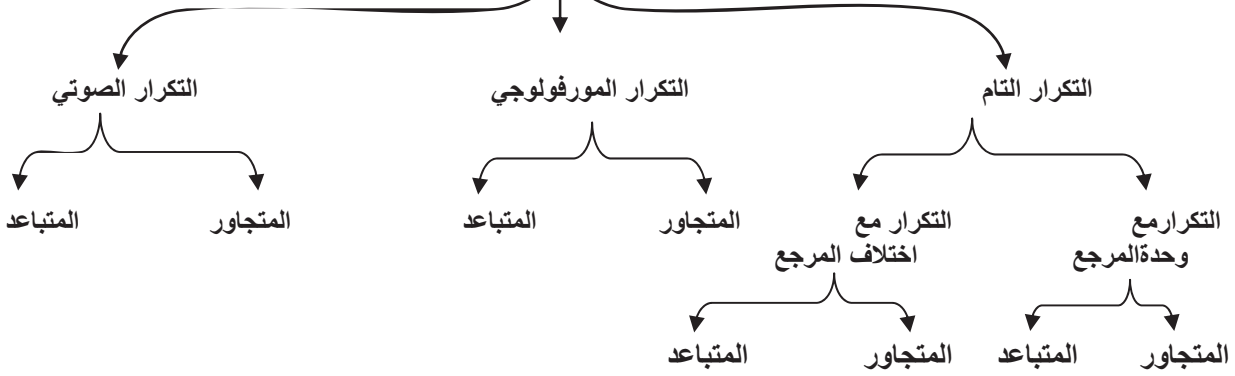 التكرار التام
التكرار المورفولوجي
التكرار الصوتي
التكرارمع
وحدةالمرجع
التكرار مع
اختلاف المرجع
المتجاور
المتباعد
المتجاور
المتباعد
المتجاور
المتباعد
المتجاور
المتباعد